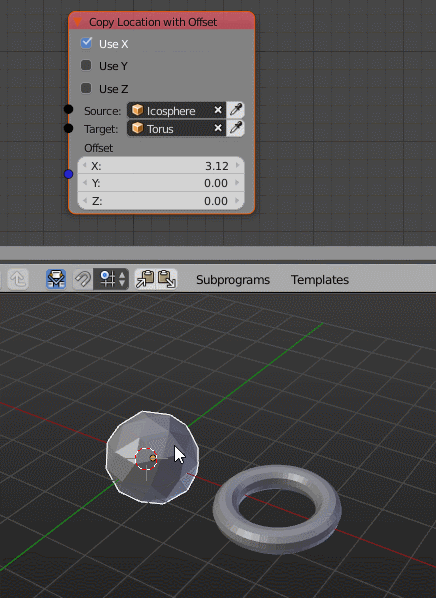 Copy Location with Offset
Use X
Use Y
Use Z
Source: Icosphere
Target: Torus
Offset
X: 3.12
Y: 0.00
Z: 0.00
Subprograms Templates